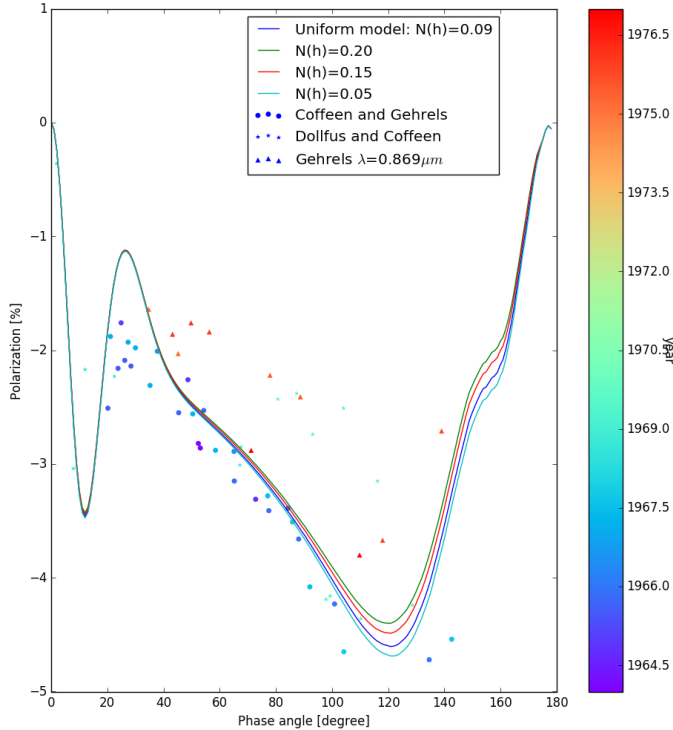 Uniform model: N(h)=0.09
N(h)=0.20
N(h)=0.15
N(h)=0.05
Coffeen and Gehrels
Dollfus and Coffeen
Gehrels λ=0.869μm
1
0
−1
−2
−3
−4
−5
Polarization [%]
0
20
40
60
80
100
120
140
160
180
Phase angle [degree]
1976.5
1975.0
1973.5
1972.0
1970.5
1969.0
1967.5
1966.0
1964.5
year